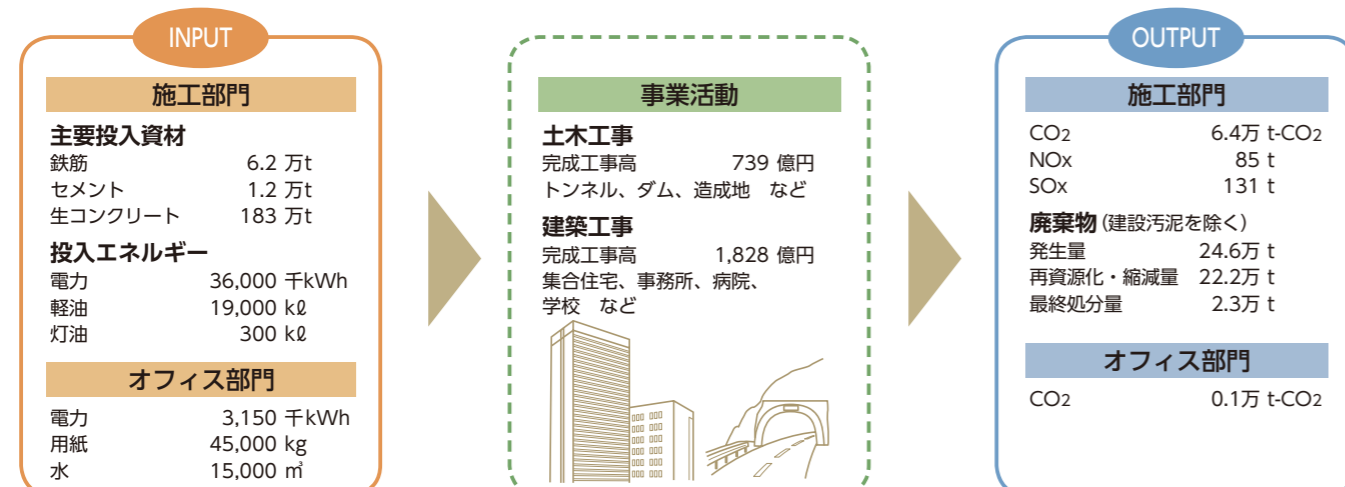 INPUT
施工部門
主要投入資材
鉄筋 6.2 万t
セメント 1.2 万t
生コンクリート 183 万t
投入エネルギー
電力 36,000 千kWh
軽油 19,000 kℓ
灯油 300 kℓ
オフィス部門
電力 3,150 千kWh
用紙 45,000 kg
水 15,000 ㎥
事業活動
土木工事
完成工事高 739 億円
トンネル、ダム、造成地 など
建築工事
完成工事高 1,828 億円
集合住宅、事務所、病院、
学校 など
OUTPUT
施工部門
CO2 6.4万 t-CO2
NOx 85 t
SOx 131 t
廃棄物 (建設汚泥を除く)
発生量 24.6万 t
再資源化・縮減量 22.2万 t
最終処分量 2.3万 t
オフィス部門
CO2 0.1万 t-CO2